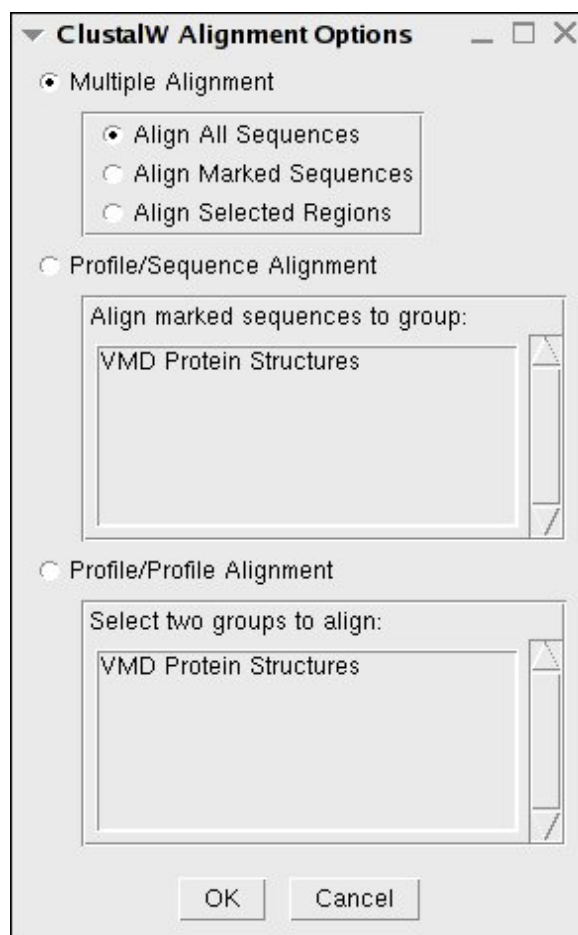 ClustalW Alignment Options
Multiple Alignment
Align All Sequences
Align Marked Sequences
Align Selected Regions
Profile/Sequence Alignment
Align marked sequences to group:
VMD Protein Structures
Profile/Profile Alignment
Select two groups to align:
VMD Protein Structures
OK Cancel